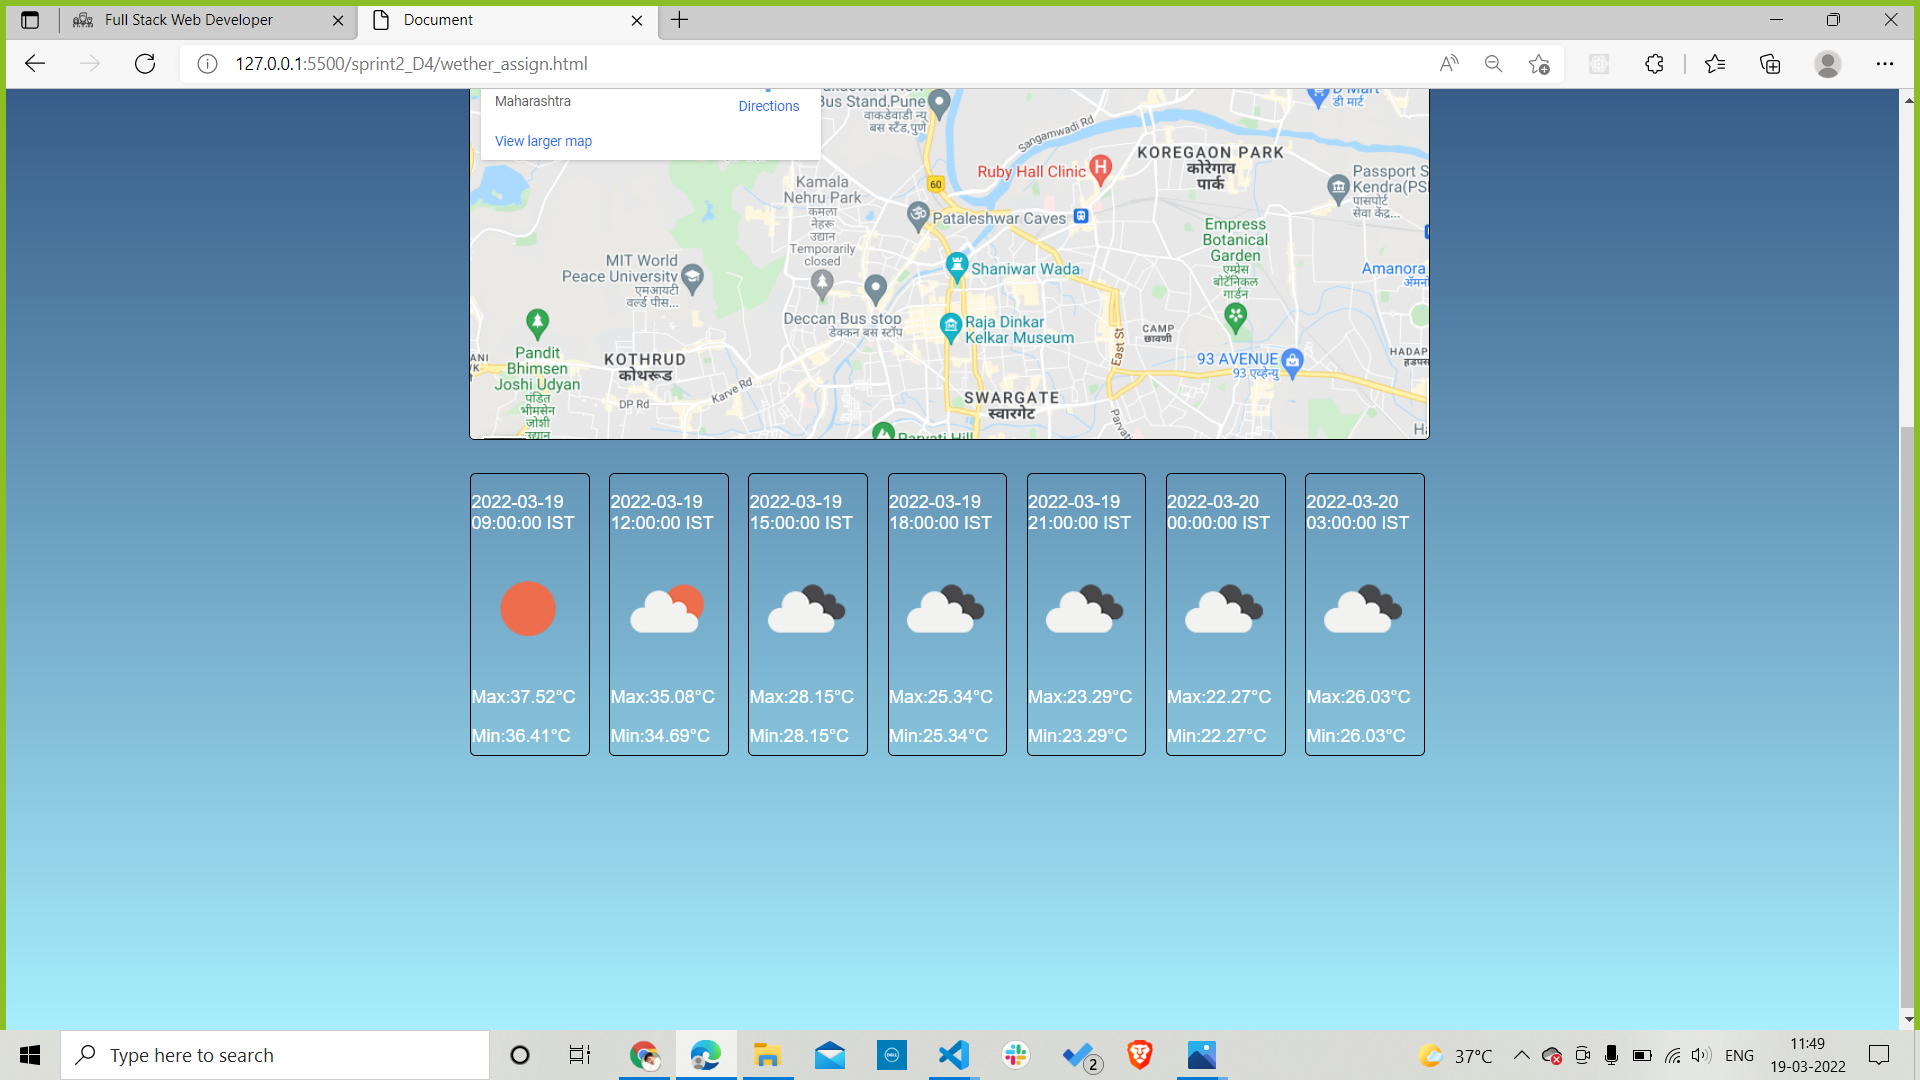 Full Stack Web Developer
Document
127.0.0.1:5500/sprint2_D4/wether_assign.html
Maharashtra
Directions
View larger map
Bus Stand,Pune
वाकडेवाडी न्यू
बस स्टँड,पुणे
Sangamwadi Rd
D Mart
डी मार्ट
KOREGAON PARK
कोरेगाव
पार्क
Ruby Hall Clinic
Passport S
Kendra(PSI
पासपोर्ट
सेवा केंद्र...
60
Kamala
Nehru Park
कमला
नेहरू
उद्यान
Temporarily
closed
Pataleshwar Caves
Empress
Botanical
Garden
एम्प्रेस
बोटॅनिकल
गार्डन
MIT World
Peace University
एमआयटी
वर्ल्ड पीस...
Shaniwar Wada
Amanora
Deccan Bus stop
डेक्कन बस स्टॉप
Raja Dinkar
Kelkar Museum
East St
CAMP
छावणी
HADAP
हडपस
ANI
Pandit
Bhimsen
Joshi Udyan
पंडित
भीमसेन
जोशी
उद्यान
KOTHRUD
कोथरूड
93 AVENUE
93 एव्हेन्यु
DP Rd
Karve Rd
SWARGATE
स्वारगेट
Parvati Hill
Ha
2022-03-19
09:00:00 IST
Max:37.52°C
Min:36.41°C
2022-03-19
12:00:00 IST
Max:35.08°C
Min:34.69°C
2022-03-19
15:00:00 IST
Max:28.15°C
Min:28.15°C
2022-03-19
18:00:00 IST
Max:25.34°C
Min:25.34°C
2022-03-19
21:00:00 IST
Max:23.29°C
Min:23.29°C
2022-03-20
00:00:00 IST
Max:22.27°C
Min:22.27°C
2022-03-20
03:00:00 IST
Max:26.03°C
Min:26.03°C
Type here to search
DELL
2
37°C
ENG
11:49
19-03-2022